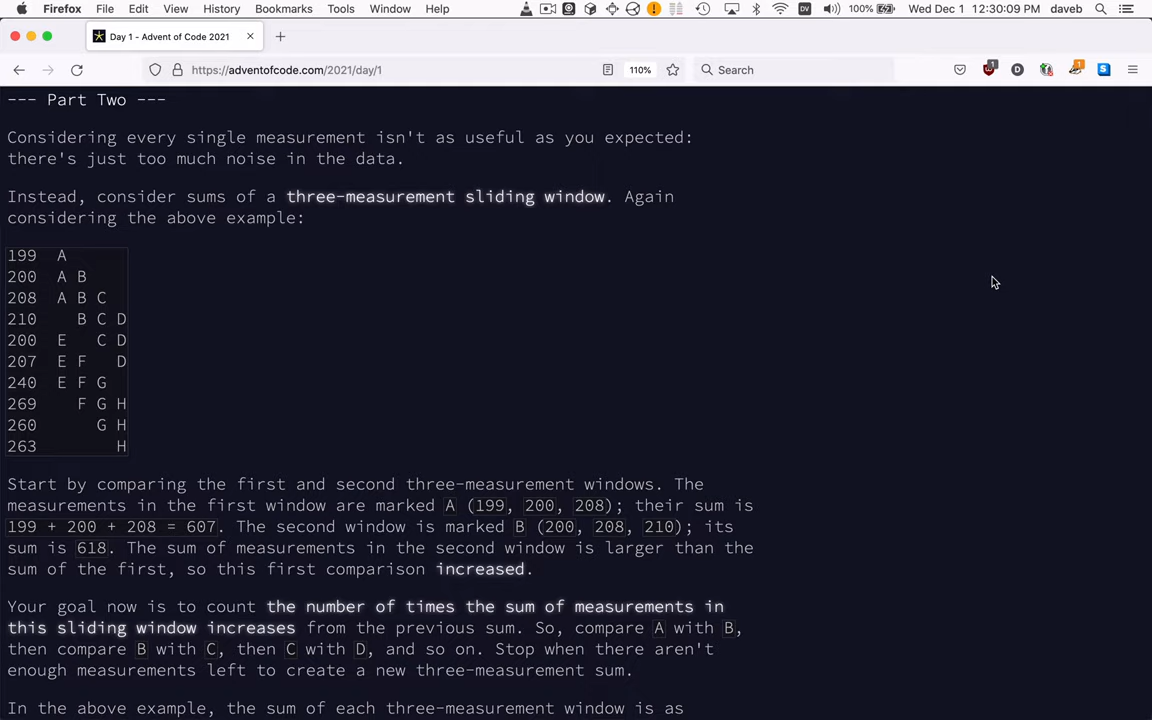 Firefox File Edit View History Bookmarks Tools Window Help 100% Wed Dec 1 12:30:09 PM daveb
Day 1 - Advent of Code 2021
https://adventofcode.com/2021/day/1 110% Search
--- Part Two ---
Considering every single measurement isn't as useful as you expected:
there's just too much noise in the data.
Instead, consider sums of a three-measurement sliding window. Again
considering the above example:
199 A
200 A B
208 A B C
210 B C D
200 E C D
207 E F D
240 E F G
269 F G H
260 G H
263 H
Start by comparing the first and second three-measurement windows. The
measurements in the first window are marked A (199, 200, 208); their sum is
199 + 200 + 208 = 607. The second window is marked B (200, 208, 210); its
sum is 618. The sum of measurements in the second window is larger than the
sum of the first, so this first comparison increased.
Your goal now is to count the number of times the sum of measurements in
this sliding window increases from the previous sum. So, compare A with B,
then compare B with C, then C with D, and so on. Stop when there aren't
enough measurements left to create a new three-measurement sum.
In the above example, the sum of each three-measurement window is as